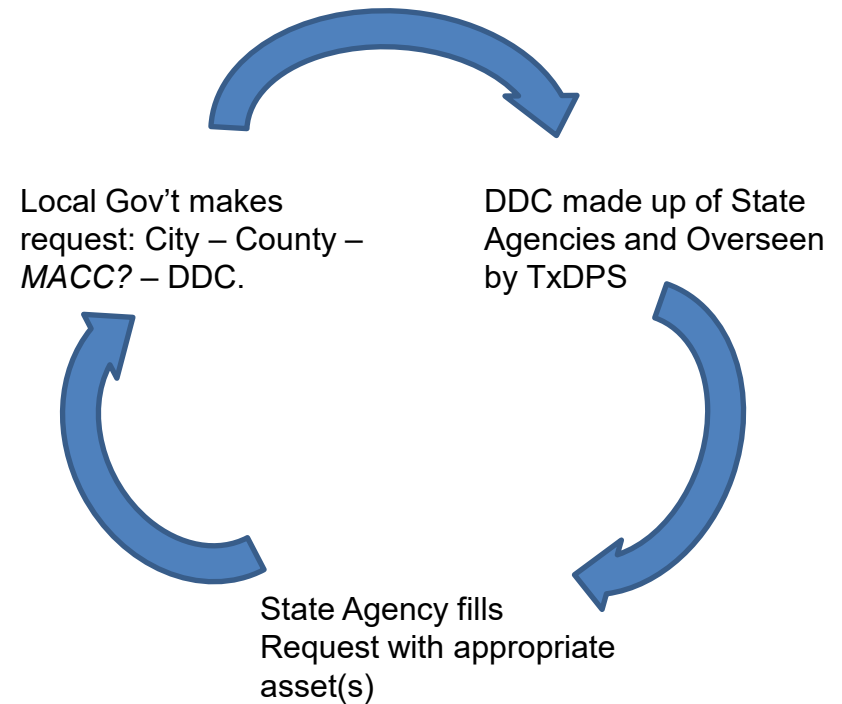 Local Gov’t makes
request: City – County –
MACC? – DDC.
DDC made up of State
Agencies and Overseen
by TxDPS
State Agency fills
Request with appropriate
asset(s)